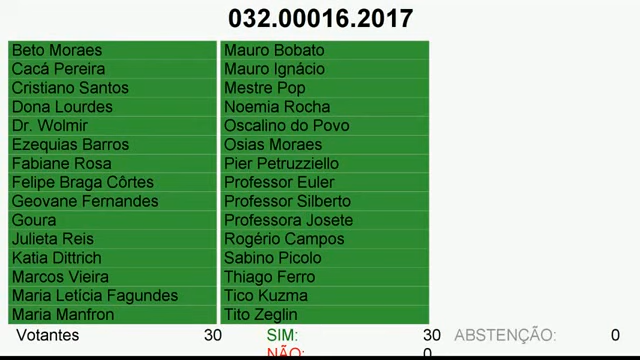 032.00016.2017
Beto Moraes
Cacá Pereira
Cristiano Santos
Dona Lourdes
Dr. Wolmir
Ezequias Barros
Fabiane Rosa
Felipe Braga Côrtes
Geovane Fernandes
Goura
Julieta Reis
Katia Dittrich
Marcos Vieira
Maria Letícia Fagundes
Maria Manfron
Mauro Bobato
Mauro Ignácio
Mestre Pop
Noemia Rocha
Oscalino do Povo
Osias Moraes
Pier Petruzziello
Professor Euler
Professor Silberto
Professora Josete
Rogério Campos
Sabino Picolo
Thiago Ferro
Tico Kuzma
Tito Zeglin
Votantes 30 SIM: 30 ABSTENÇÃO: 0
NÃO: 0